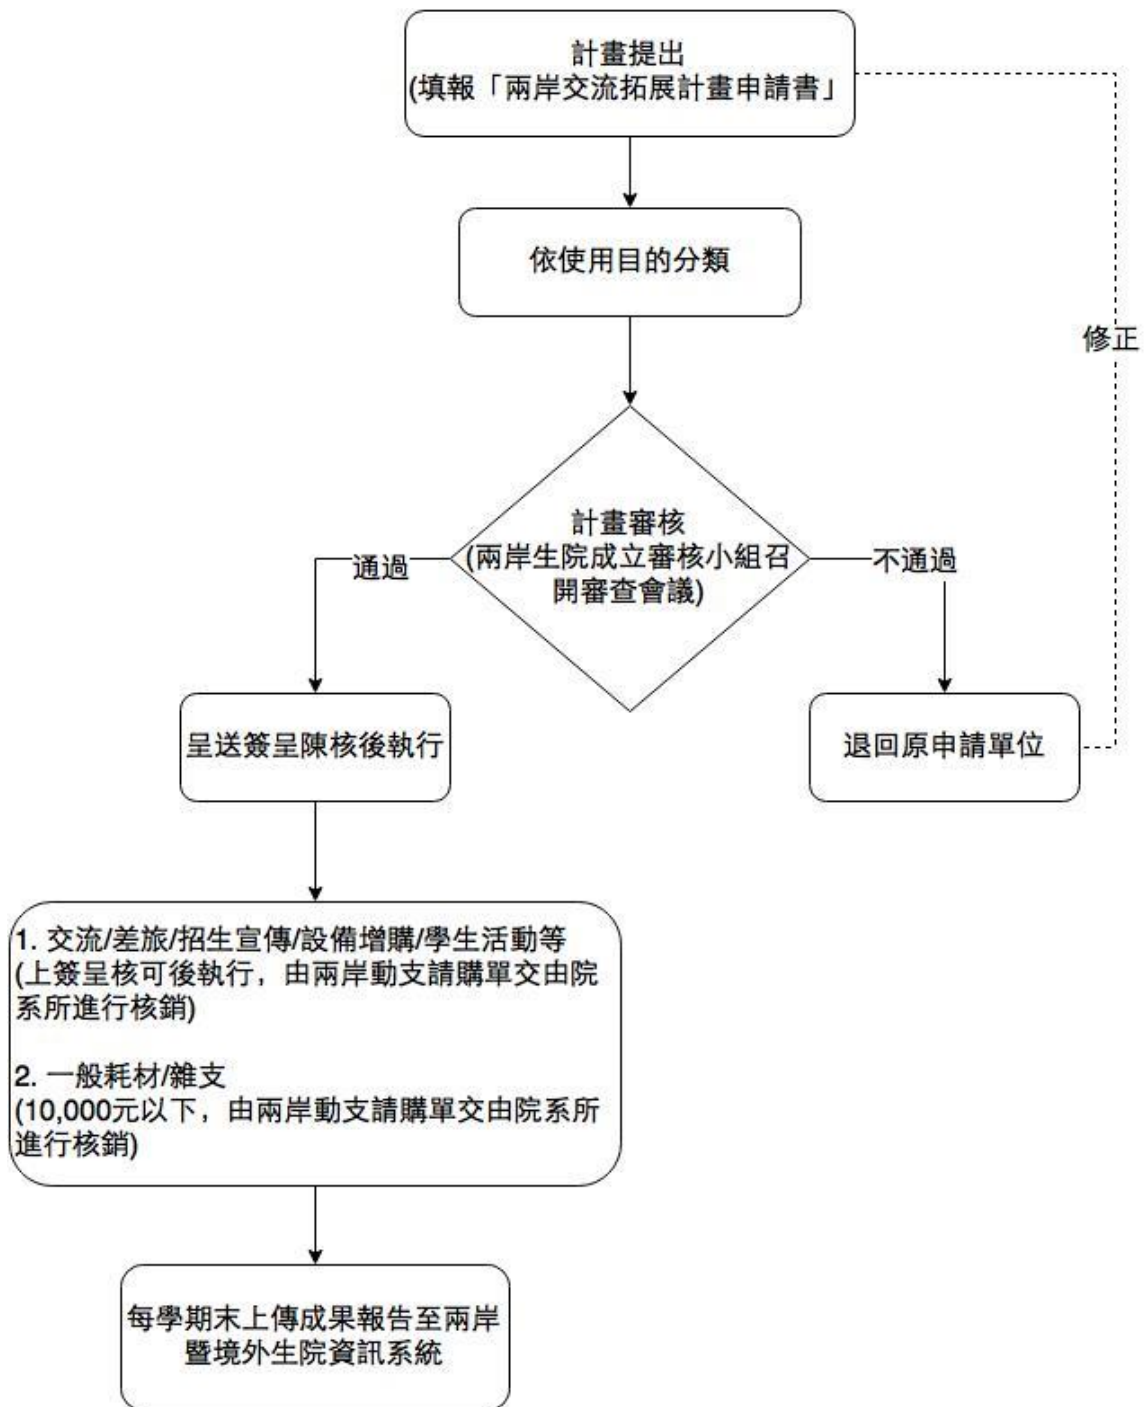 計畫提出
(填報「兩岸交流拓展計畫申請書」
依使用目的分類
修正
計畫審核
(兩岸生院成立審核小組召
開審查會議)
通過
不通過
呈送簽呈陳核後執行
退回原申請單位
1. 交流/差旅/招生宣傳/設備增購/學生活動等
(上簽呈核可後執行，由兩岸動支請購單交由院
系所進行核銷)
2. 一般耗材/雜支
(10,000元以下，由兩岸動支請購單交由院系所
進行核銷)
每學期末上傳成果報告至兩岸
暨境外生院資訊系統